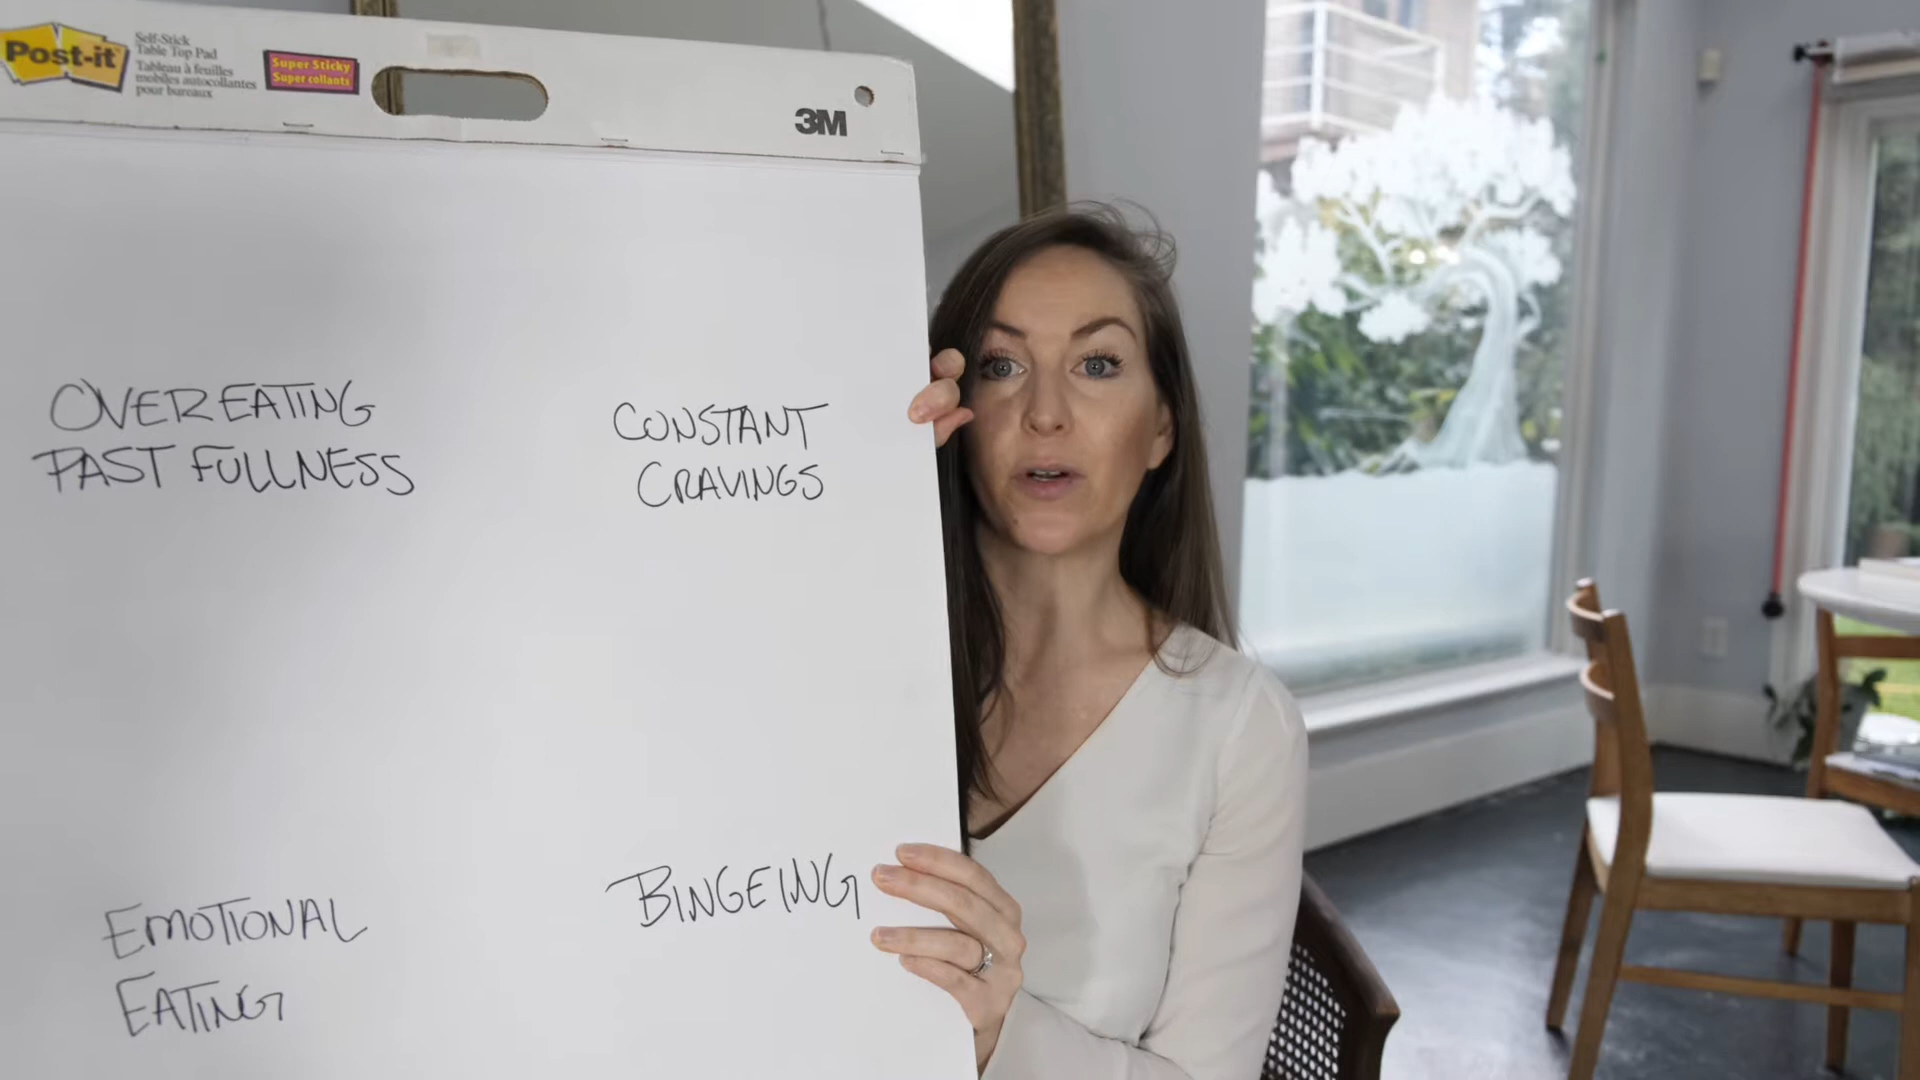 Post-it
Self-Stick
Table Top Pad
Tableau à feuilles
mobiles autocollantes
pour bureaux
Super Sticky
Super collants
3M
OVEREATING
PAST FULLNESS
CONSTANT
CRAVINGS
EMOTIONAL
EATING
BINGEING